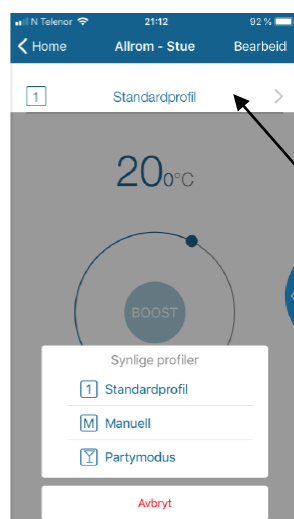 N Telenor 21:12 92 %
Home Allrom - Stue Bearbeid
1 Standardprofil
20,0°C
BOOST
Synlige profiler
1 Standardprofil
M Manuell
Partymodus
Avbryt